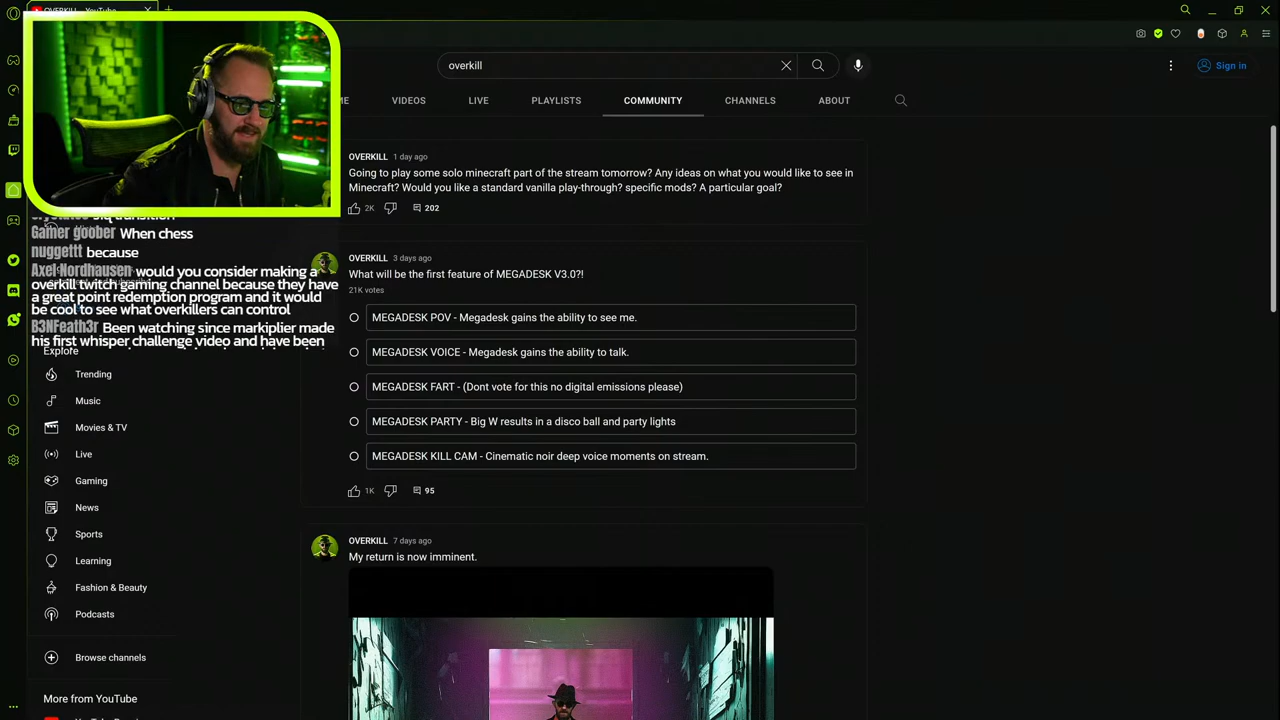 OVERKILL - YouTube
overkill
Sign in
VIDEOS
LIVE
PLAYLISTS
COMMUNITY
CHANNELS
ABOUT
OVERKILL 1 day ago
Going to play some solo minecraft part of the stream tomorrow? Any ideas on what you would like to see in
Minecraft? Would you like a standard vanilla play-through? specific mods? A particular goal?
2K
202
OVERKILL 3 days ago
What will be the first feature of MEGADESK V3.0?!
21K votes
MEGADESK POV - Megadesk gains the ability to see me.
MEGADESK VOICE - Megadesk gains the ability to talk.
MEGADESK FART - (Dont vote for this no digital emissions please)
MEGADESK PARTY - Big W results in a disco ball and party lights
MEGADESK KILL CAM - Cinematic noir deep voice moments on stream.
1K
95
OVERKILL 7 days ago
My return is now imminent.
transition
Gamer goober When chess
nuggettt because
Axel Nordhausen would you consider making a
overkill twitch gaming channel because they have
a great point redemption program and it would
be cool to see what overkillers can control
B3NFeath3r Been watching since markiplier made
his first whisper challenge video and have been
Explore
Trending
Music
Movies & TV
Live
Gaming
News
Sports
Learning
Fashion & Beauty
Podcasts
Browse channels
More from YouTube